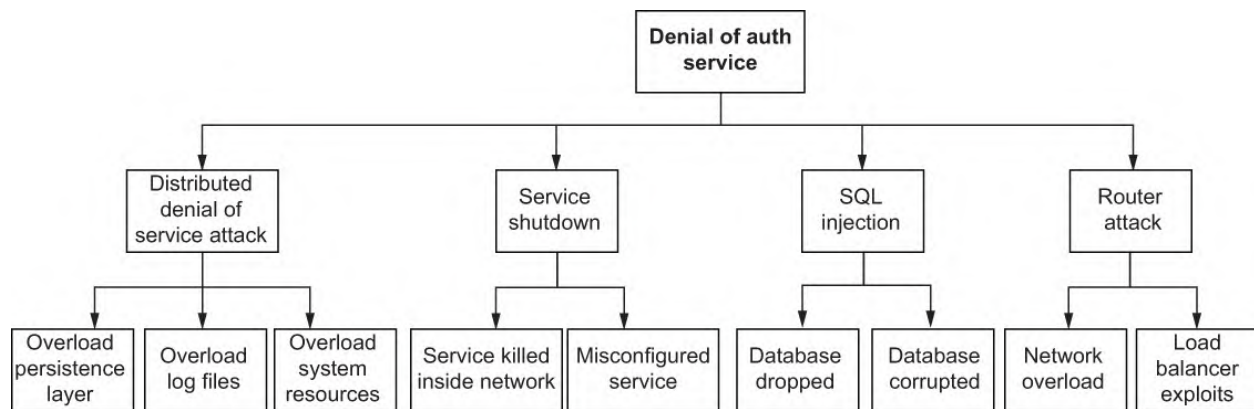 Denial of auth
service
Distributed
denial of
service attack
Service
shutdown
SQL
injection
Router
attack
Overload
persistence
layer
Overload
log files
Overload
system
resources
Service killed
inside network
Misconfigured
service
Database
dropped
Database
corrupted
Network
overload
Load
balancer
exploits